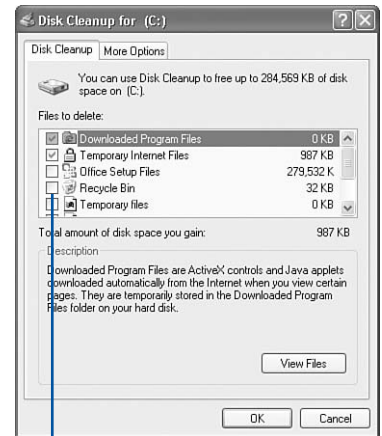 Disk Cleanup for (C:)
Disk Cleanup
More Options
You can use Disk Cleanup to free up to 284,569 KB of disk
space on (C:).
Files to delete:
Downloaded Program Files 0 KB
Temporary Internet Files 987 KB
Office Setup Files 279,532 K
Recycle Bin 32 KB
Temporary files 0 KB
Total amount of disk space you gain: 987 KB
Description
Downloaded Program Files are ActiveX controls and Java applets
downloaded automatically from the Internet when you view certain
pages. They are temporarily stored in the Downloaded Program
Files folder on your hard disk.
View Files
OK
Cancel